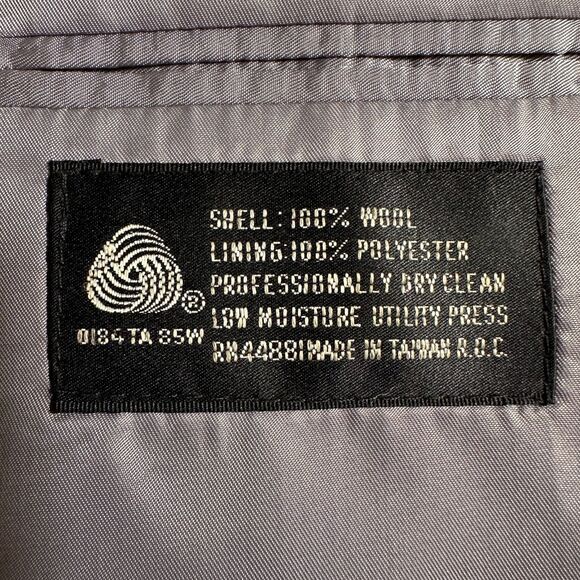 SHELL: 100% WOOL
LINING:100% POLYESTER
PROFESSIONALLY DRY CLEAN
LOW MOISTURE UTILITY PRESS
RN44881 MADE IN TAIWAN R.O.C.
®
0184 TA 85W